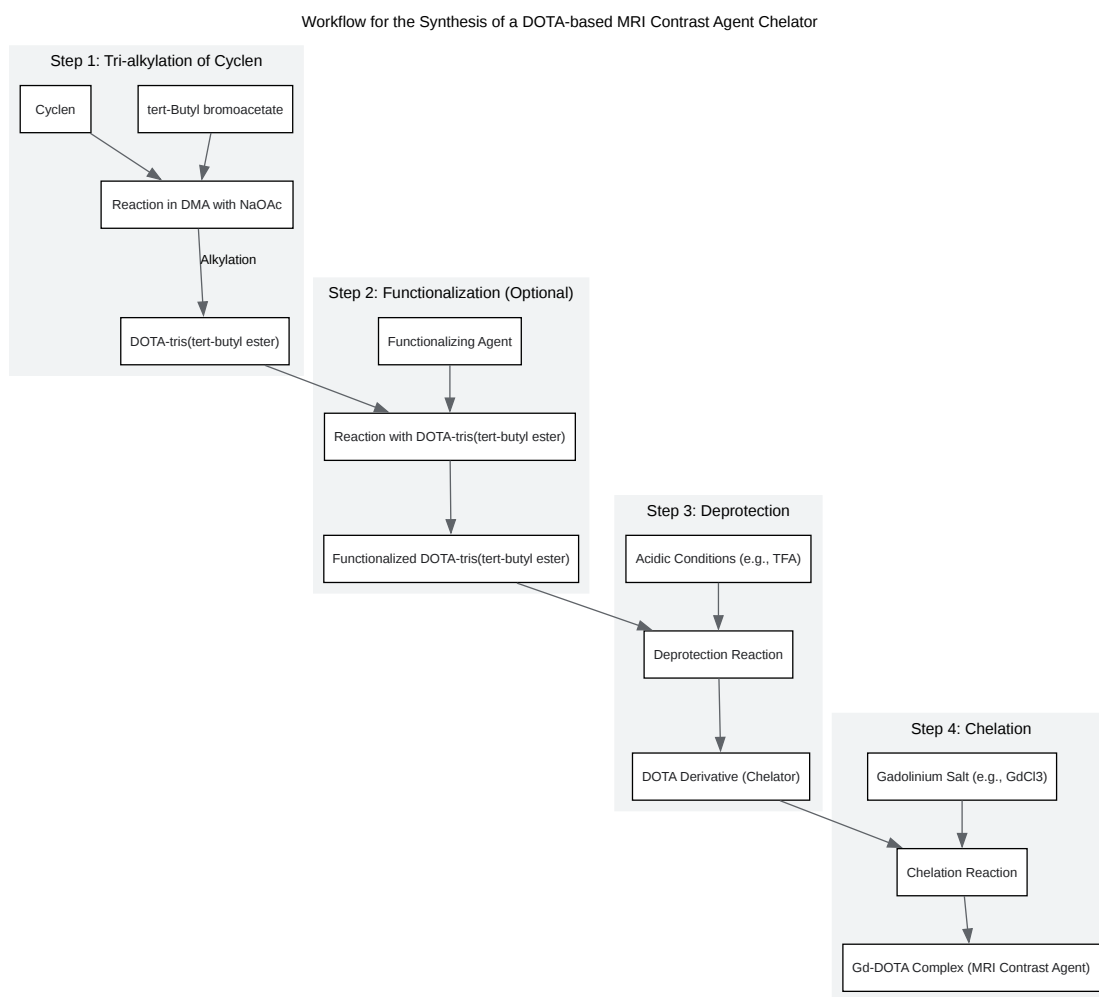 Workflow for the Synthesis of a DOTA-based MRI Contrast Agent Chelator
Step 1: Tri-alkylation of Cyclen
Cyclen
tert-Butyl bromoacetate
Reaction in DMA with NaOAc
Alkylation
DOTA-tris(tert-butyl ester)
Step 2: Functionalization (Optional)
Functionalizing Agent
Reaction with DOTA-tris(tert-butyl ester)
Functionalized DOTA-tris(tert-butyl ester)
Step 3: Deprotection
Acidic Conditions (e.g., TFA)
Deprotection Reaction
DOTA Derivative (Chelator)
Step 4: Chelation
Gadolinium Salt (e.g., GdCl3)
Chelation Reaction
Gd-DOTA Complex (MRI Contrast Agent)